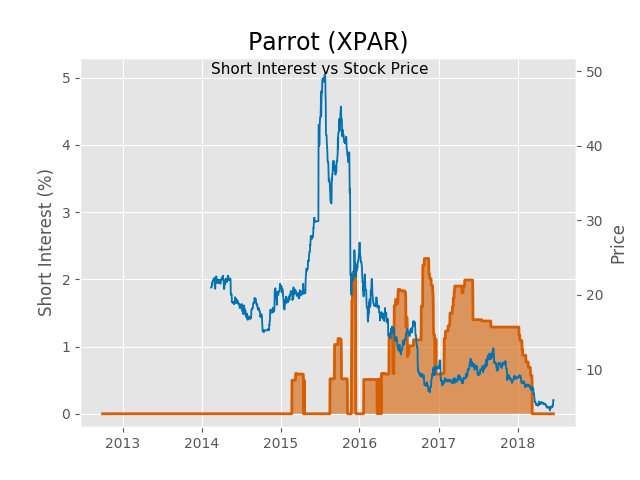 Parrot (XPAR)
Short Interest vs Stock Price
Short Interest (%)
5
4
3
2
1
0
50
40
30
20
10
Price
2013 2014 2015 2016 2017 2018